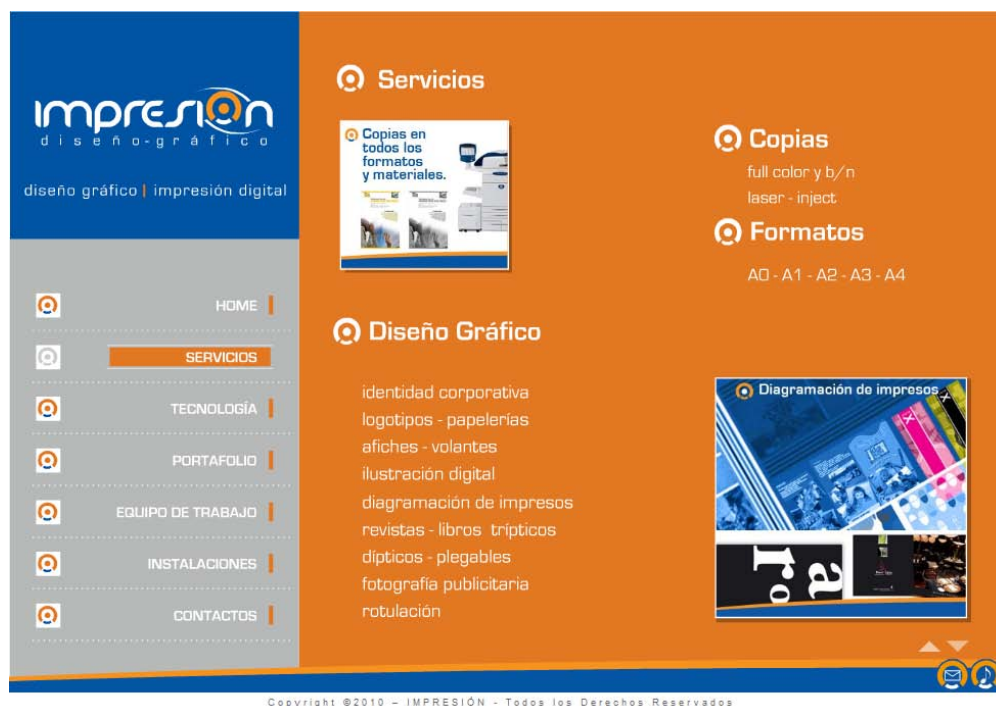 Impresión
diseño-gráfico
diseño gráfico | impresión digital
HOME
SERVICIOS
TECNOLOGÍA
PORTAFOLIO
EQUIPO DE TRABAJO
INSTALACIONES
CONTACTOS
Servicios
Copias en
todos los
formatos
y materiales.
Copias
full color y b/n
laser - inject
Formatos
A0 - A1 - A2 - A3 - A4
Diseño Gráfico
identidad corporativa
logotipos - papelerías
afiches - volantes
ilustración digital
diagramación de impresos
revistas - libros trípticos
dípticos - plegables
fotografía publicitaria
rotulación
Diagramación de impresos
Copyright ©2010 – IMPRESIÓN - Todos los Derechos Reservados